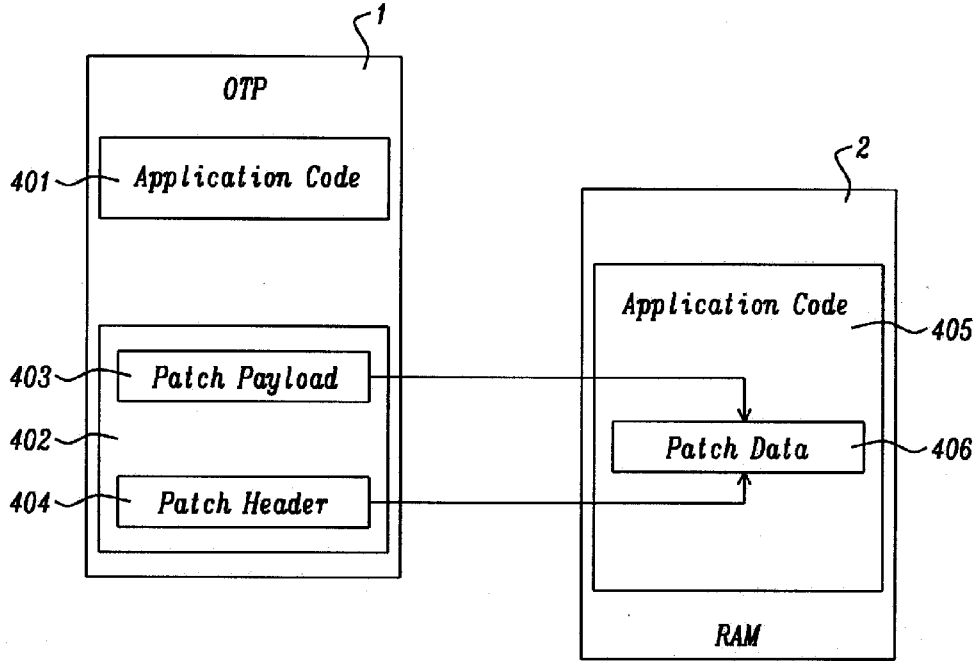 1
OTP
401
Application Code
2
Application Code
405
403
Patch Payload
402
Patch Data
406
404
Patch Header
RAM